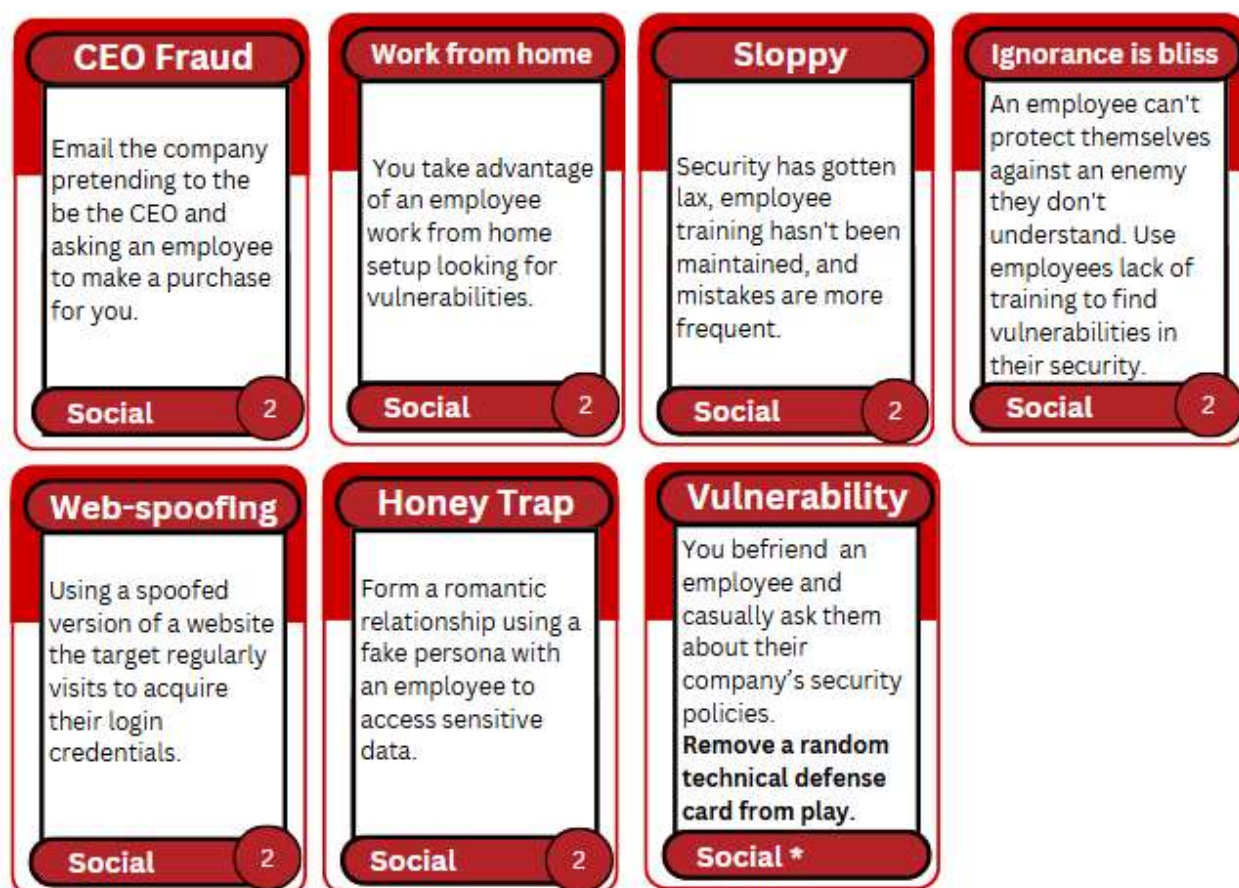 CEO Fraud
Email the company
pretending to the
be the CEO and
asking an employee
to make a purchase
for you.
Social 2
Work from home
You take advantage
of an employee
work from home
setup looking for
vulnerabilities.
Social 2
Sloppy
Security has gotten
lax, employee
training hasn't been
maintained, and
mistakes are more
frequent.
Social 2
Ignorance is bliss
An employee can't
protect themselves
against an enemy
they don't
understand. Use
employees lack of
training to find
vulnerabilities in
their security.
Social 2
Web-spoofing
Using a spoofed
version of a website
the target regularly
visits to acquire
their login
credentials.
Social 2
Honey Trap
Form a romantic
relationship using a
fake persona with
an employee to
access sensitive
data.
Social 2
Vulnerability
You befriend an
employee and
casually ask them
about their
company’s security
policies.
Remove a random
technical defense
card from play.
Social *